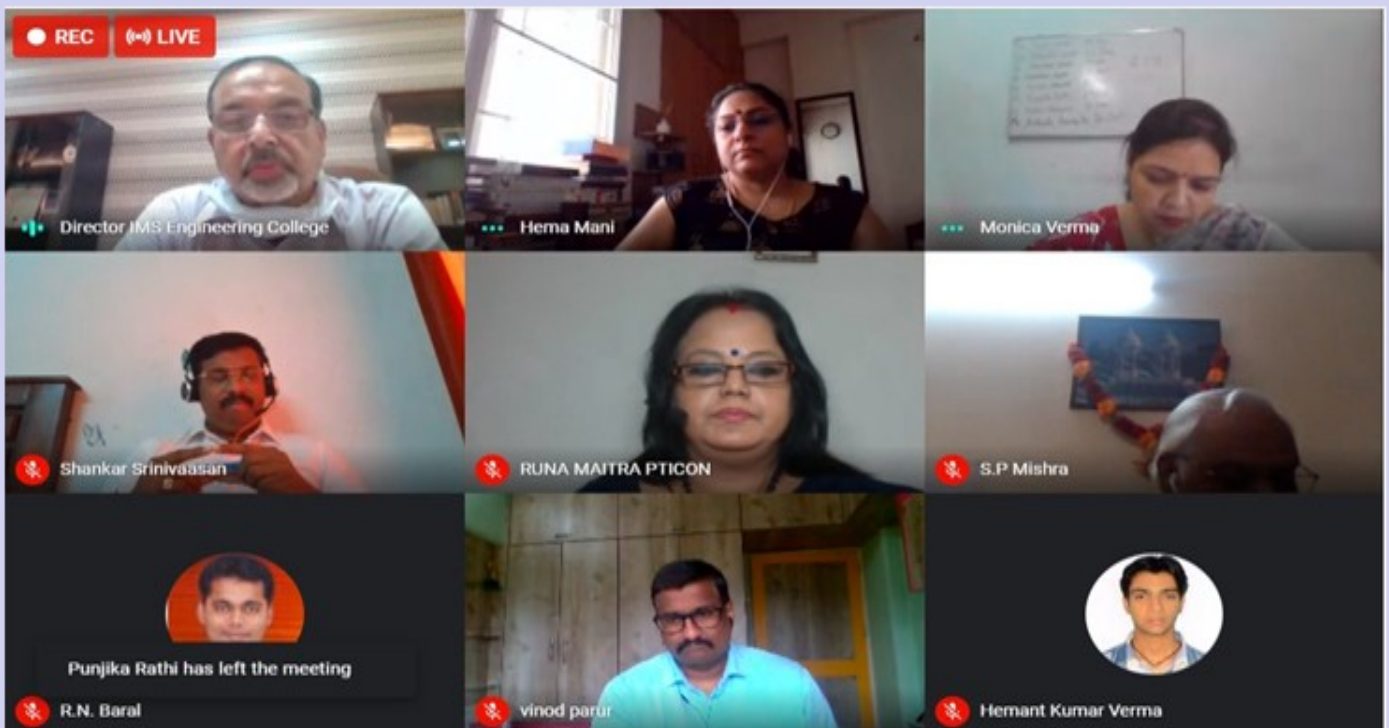 REC
LIVE
Director IMS Engineering College
Hema Mani
Monica Verma
Shankar Srinivaasan
RUNA MAITRA PTICON
S.P Mishra
Punjika Rathi has left the meeting
R.N. Baral
vinod parur
Hemant Kumar Verma